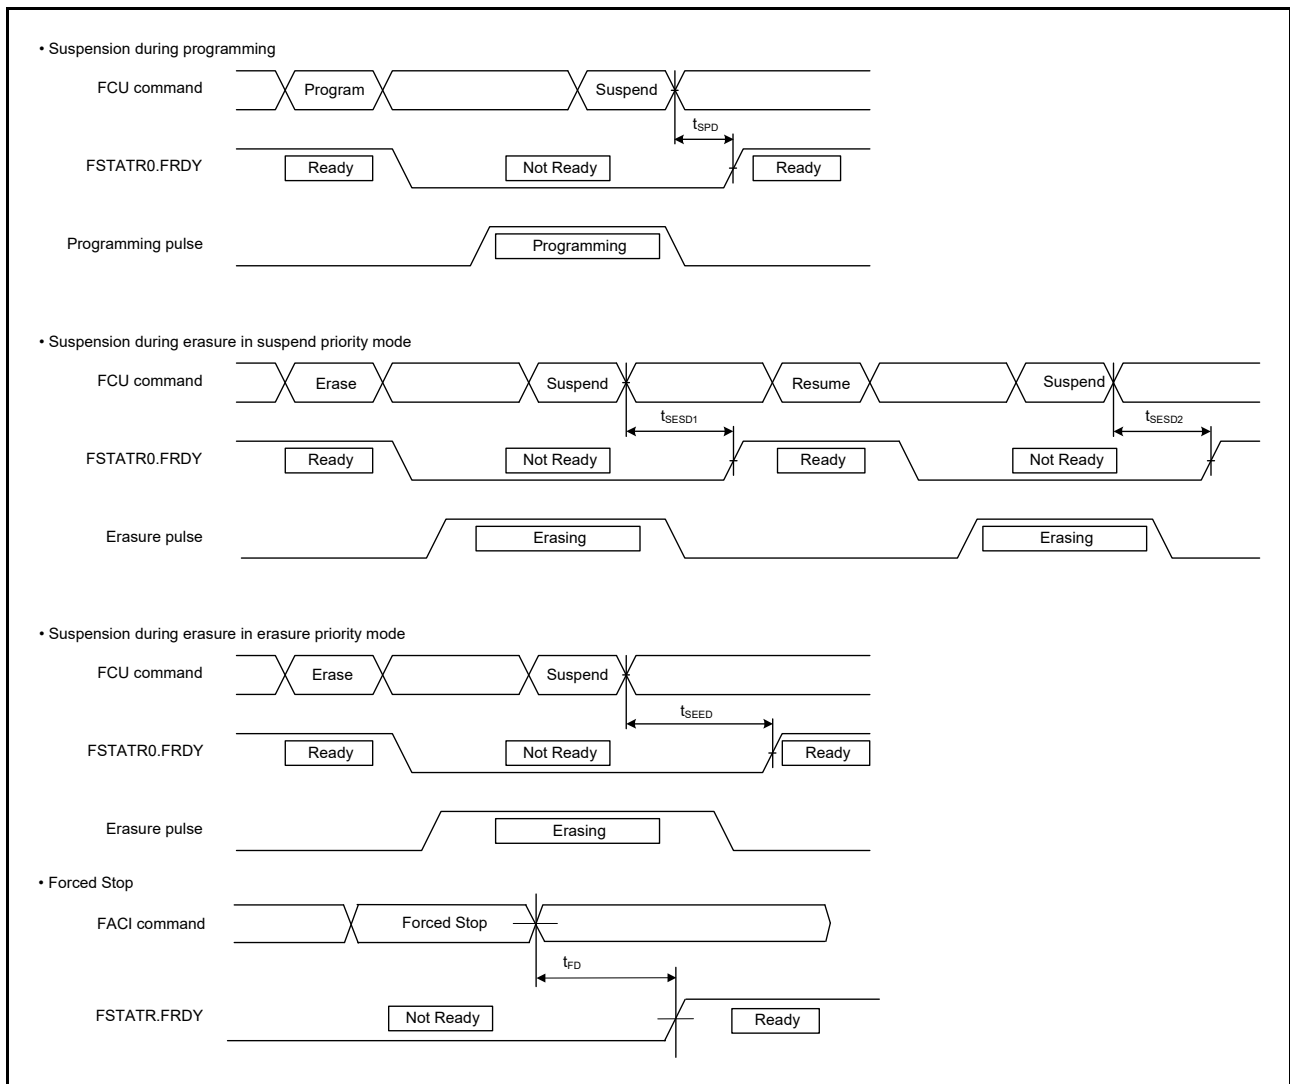 • Suspension during programming
FCU command
Program
Suspend
tSPD
FSTATR0.FRDY
Ready
Not Ready
Ready
Programming pulse
Programming
• Suspension during erasure in suspend priority mode
FCU command
Erase
Suspend
Resume
Suspend
tSESD1
tSESD2
FSTATR0.FRDY
Ready
Not Ready
Ready
Not Ready
Erasure pulse
Erasing
Erasing
• Suspension during erasure in erasure priority mode
FCU command
Erase
Suspend
tSEED
FSTATR0.FRDY
Ready
Not Ready
Ready
Erasure pulse
Erasing
• Forced Stop
FACI command
Forced Stop
tFD
FSTATR.FRDY
Not Ready
Ready